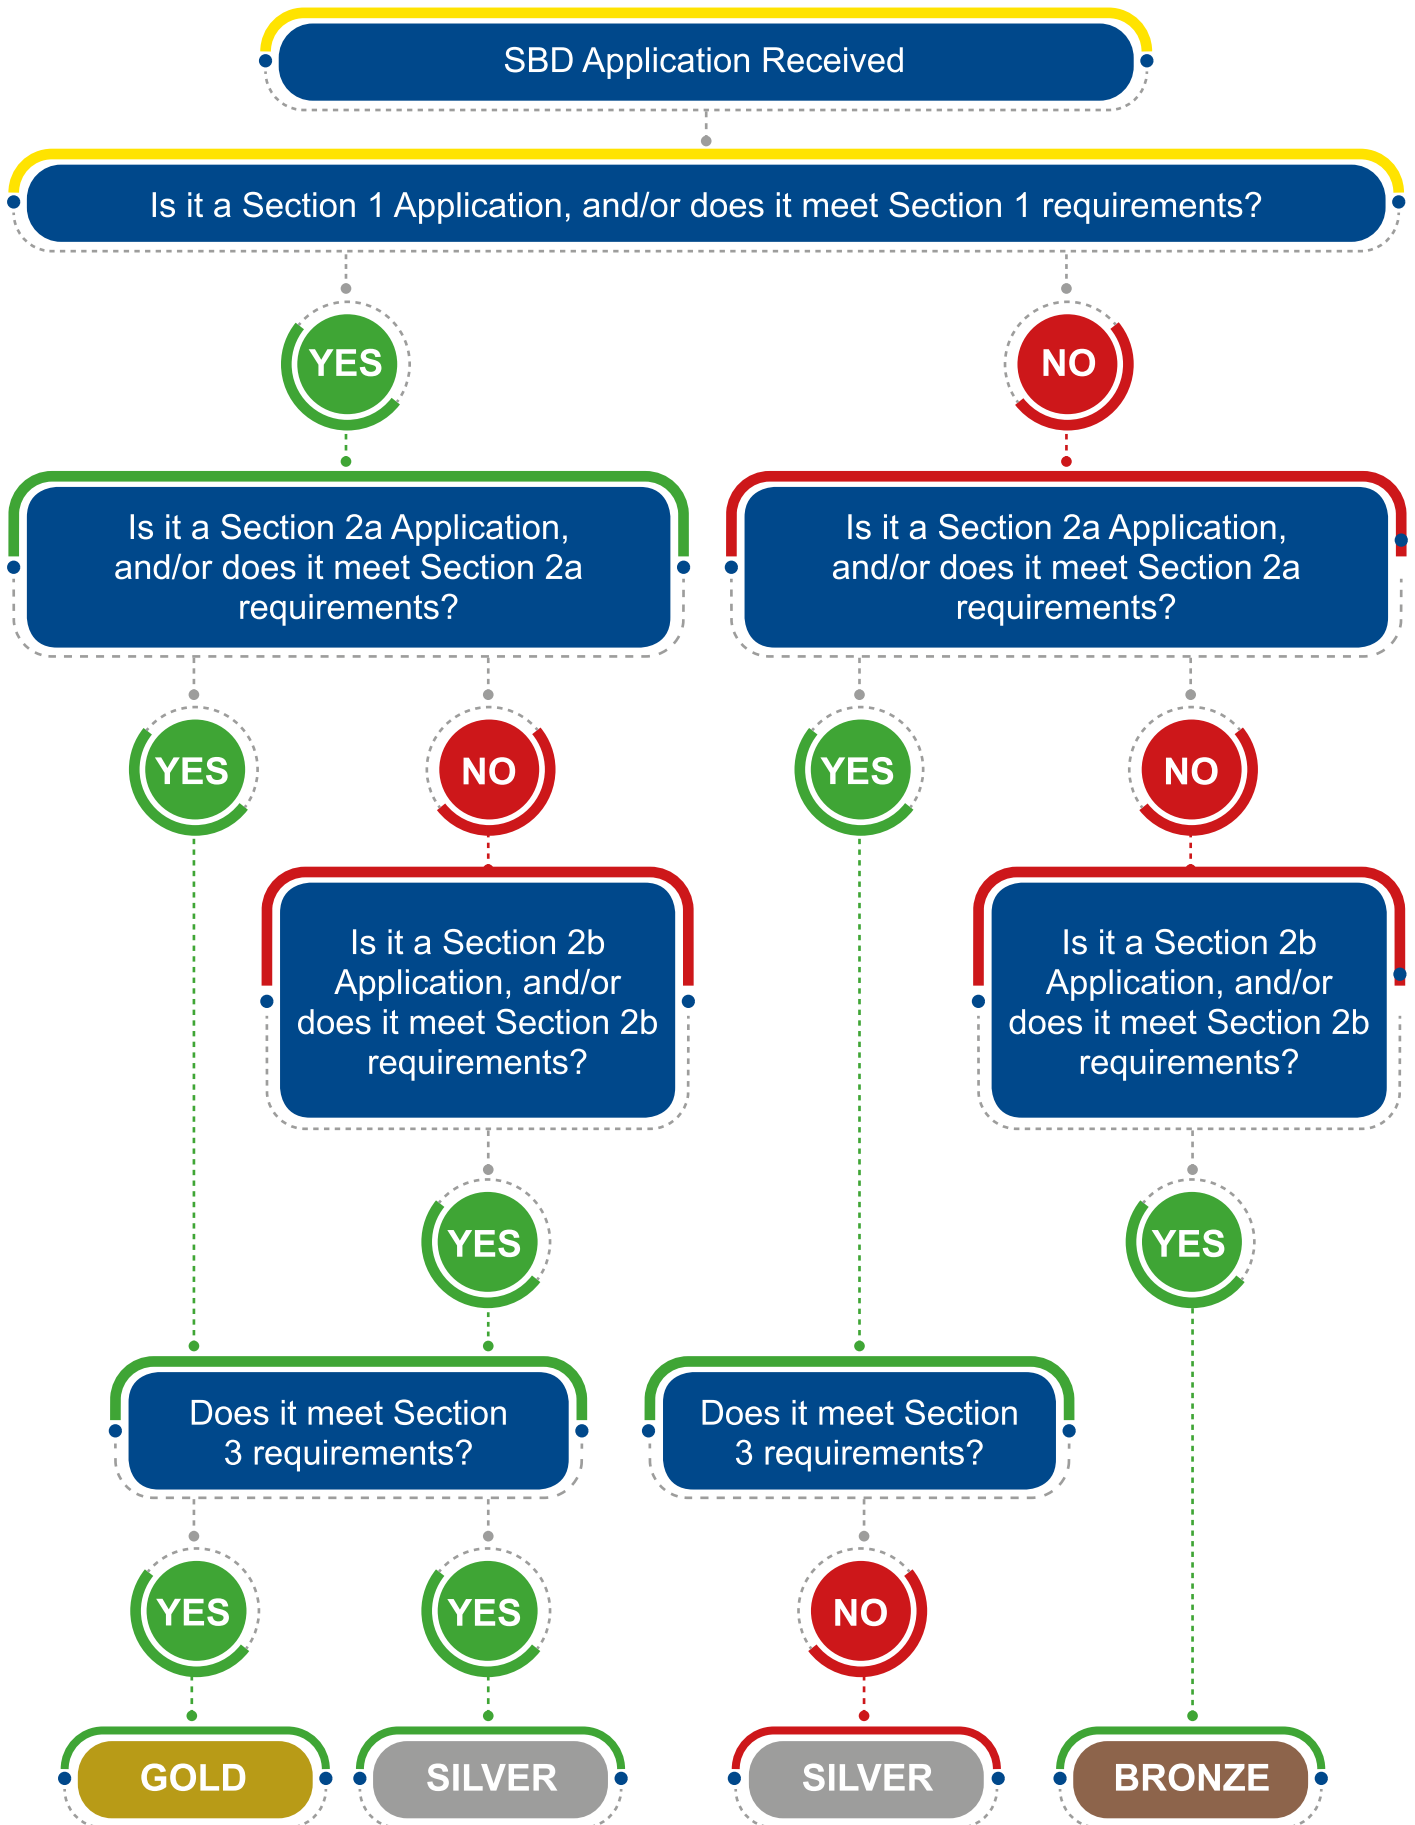 SBD Application Received
Is it a Section 1 Application, and/or does it meet Section 1 requirements?
YES
NO
Is it a Section 2a Application,
and/or does it meet Section 2a
requirements?
Is it a Section 2a Application,
and/or does it meet Section 2a
requirements?
YES
NO
YES
NO
Is it a Section 2b
Application, and/or
does it meet Section 2b
requirements?
Is it a Section 2b
Application, and/or
does it meet Section 2b
requirements?
YES
YES
Does it meet Section
3 requirements?
Does it meet Section
3 requirements?
YES
YES
NO
GOLD
SILVER
SILVER
BRONZE